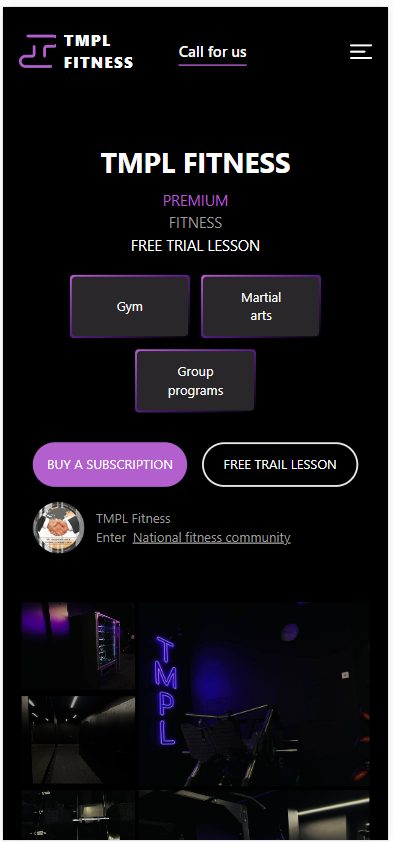 TMPL
FITNESS
Call for us
TMPL FITNESS
PREMIUM
FITNESS
FREE TRIAL LESSON
Gym
Martial
arts
Group
programs
BUY A SUBSCRIPTION
FREE TRAIL LESSON
TMPL Fitness
Enter National fitness community
TMPL